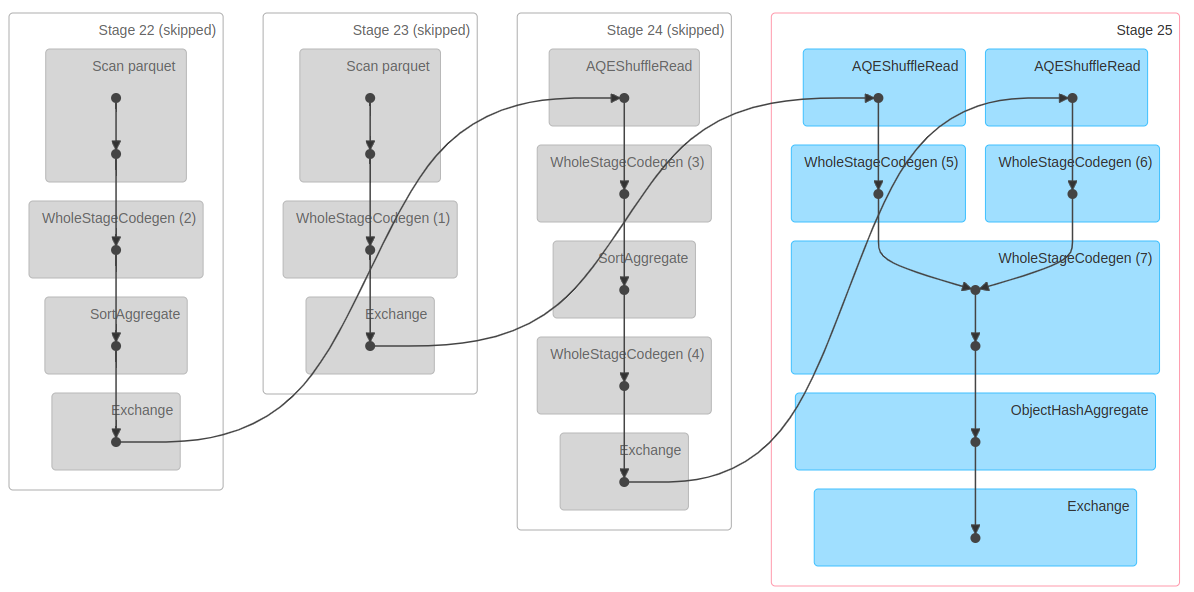 Stage 22 (skipped)
Scan parquet
WholeStageCodegen (2)
SortAggregate
Exchange
Stage 23 (skipped)
Scan parquet
WholeStageCodegen (1)
Exchange
Stage 24 (skipped)
AQEShuffleRead
WholeStageCodegen (3)
SortAggregate
WholeStageCodegen (4)
Exchange
Stage 25
AQEShuffleRead
AQEShuffleRead
WholeStageCodegen (5)
WholeStageCodegen (6)
WholeStageCodegen (7)
ObjectHashAggregate
Exchange